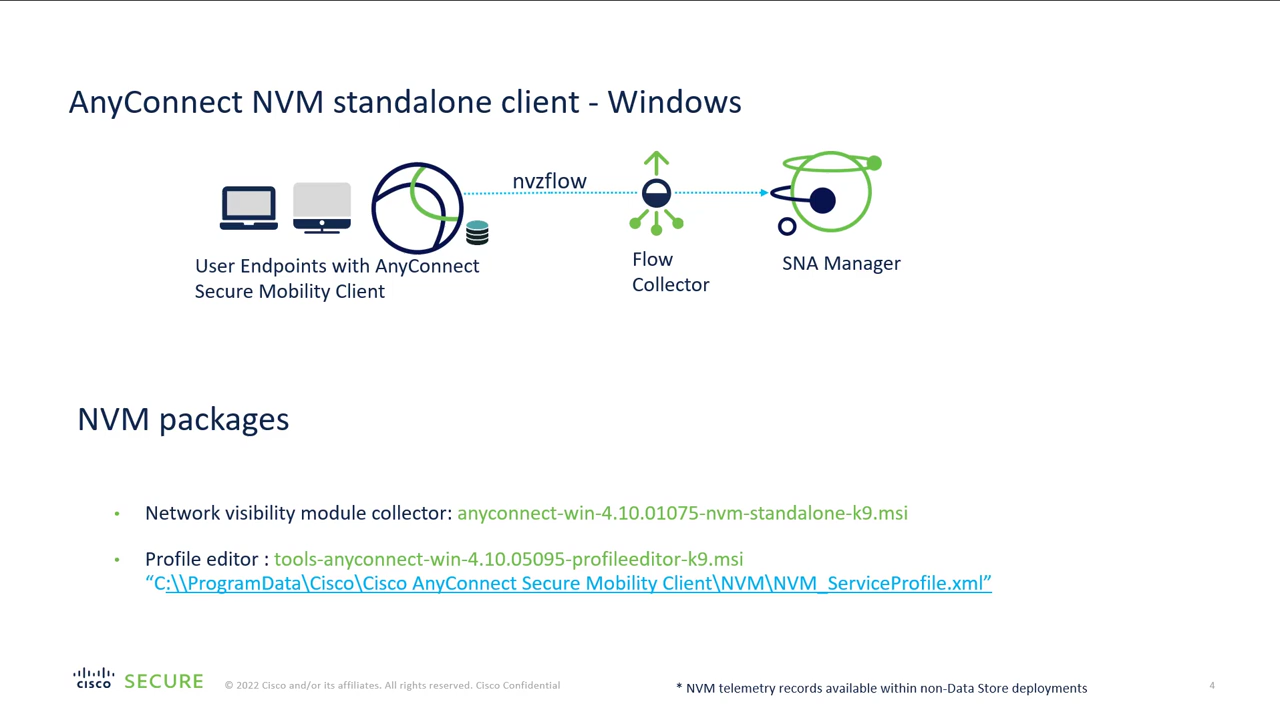 AnyConnect NVM standalone client - Windows
nvzflow
User Endpoints with AnyConnect
Secure Mobility Client
Flow
Collector
SNA Manager
NVM packages
• Network visibility module collector: anyconnect-win-4.10.01075-nvm-standalone-k9.msi
• Profile editor : tools-anyconnect-win-4.10.05095-profileeditor-k9.msi
“C:\\ProgramData\Cisco\Cisco AnyConnect Secure Mobility Client\NVM\NVM_ServiceProfile.xml”
CISCO SECURE
© 2022 Cisco and/or its affiliates. All rights reserved. Cisco Confidential
* NVM telemetry records available within non-Data Store deployments
4